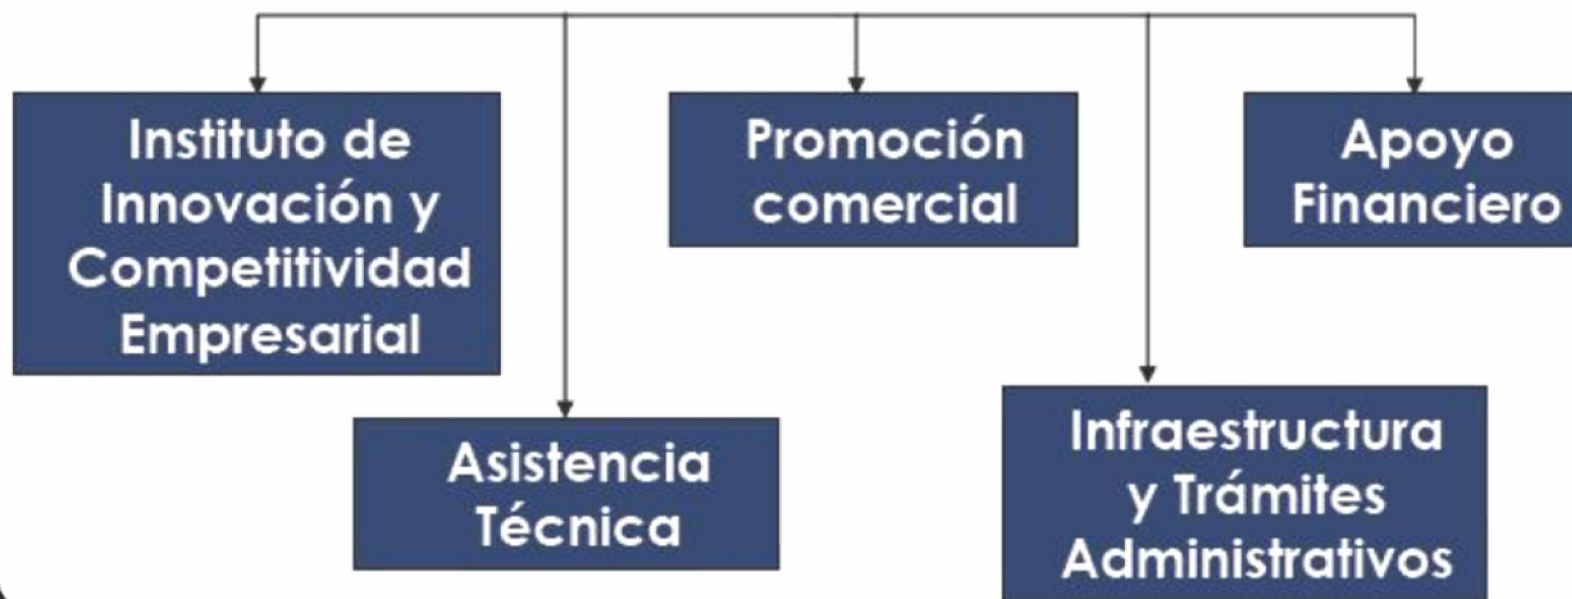 Instituto de
Innovación y
Competitividad
Empresarial
Promoción
comercial
Apoyo
Financiero
Asistencia
Técnica
Infraestructura
y Trámites
Administrativos